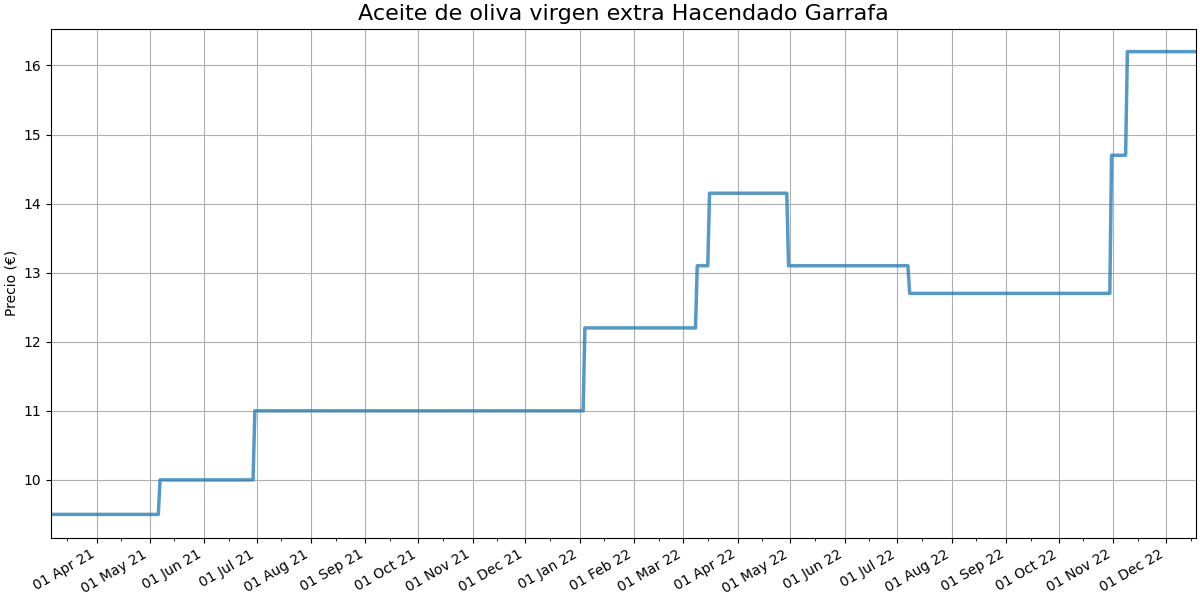 Aceite de oliva virgen extra Hacendado Garrafa
Precio (€)
16
15
14
13
12
11
10
01 Apr 21
01 May 21
01 Jun 21
01 Jul 21
01 Aug 21
01 Sep 21
01 Oct 21
01 Nov 21
01 Dec 21
01 Jan 22
01 Feb 22
01 Mar 22
01 Apr 22
01 May 22
01 Jun 22
01 Jul 22
01 Aug 22
01 Sep 22
01 Oct 22
01 Nov 22
01 Dec 22